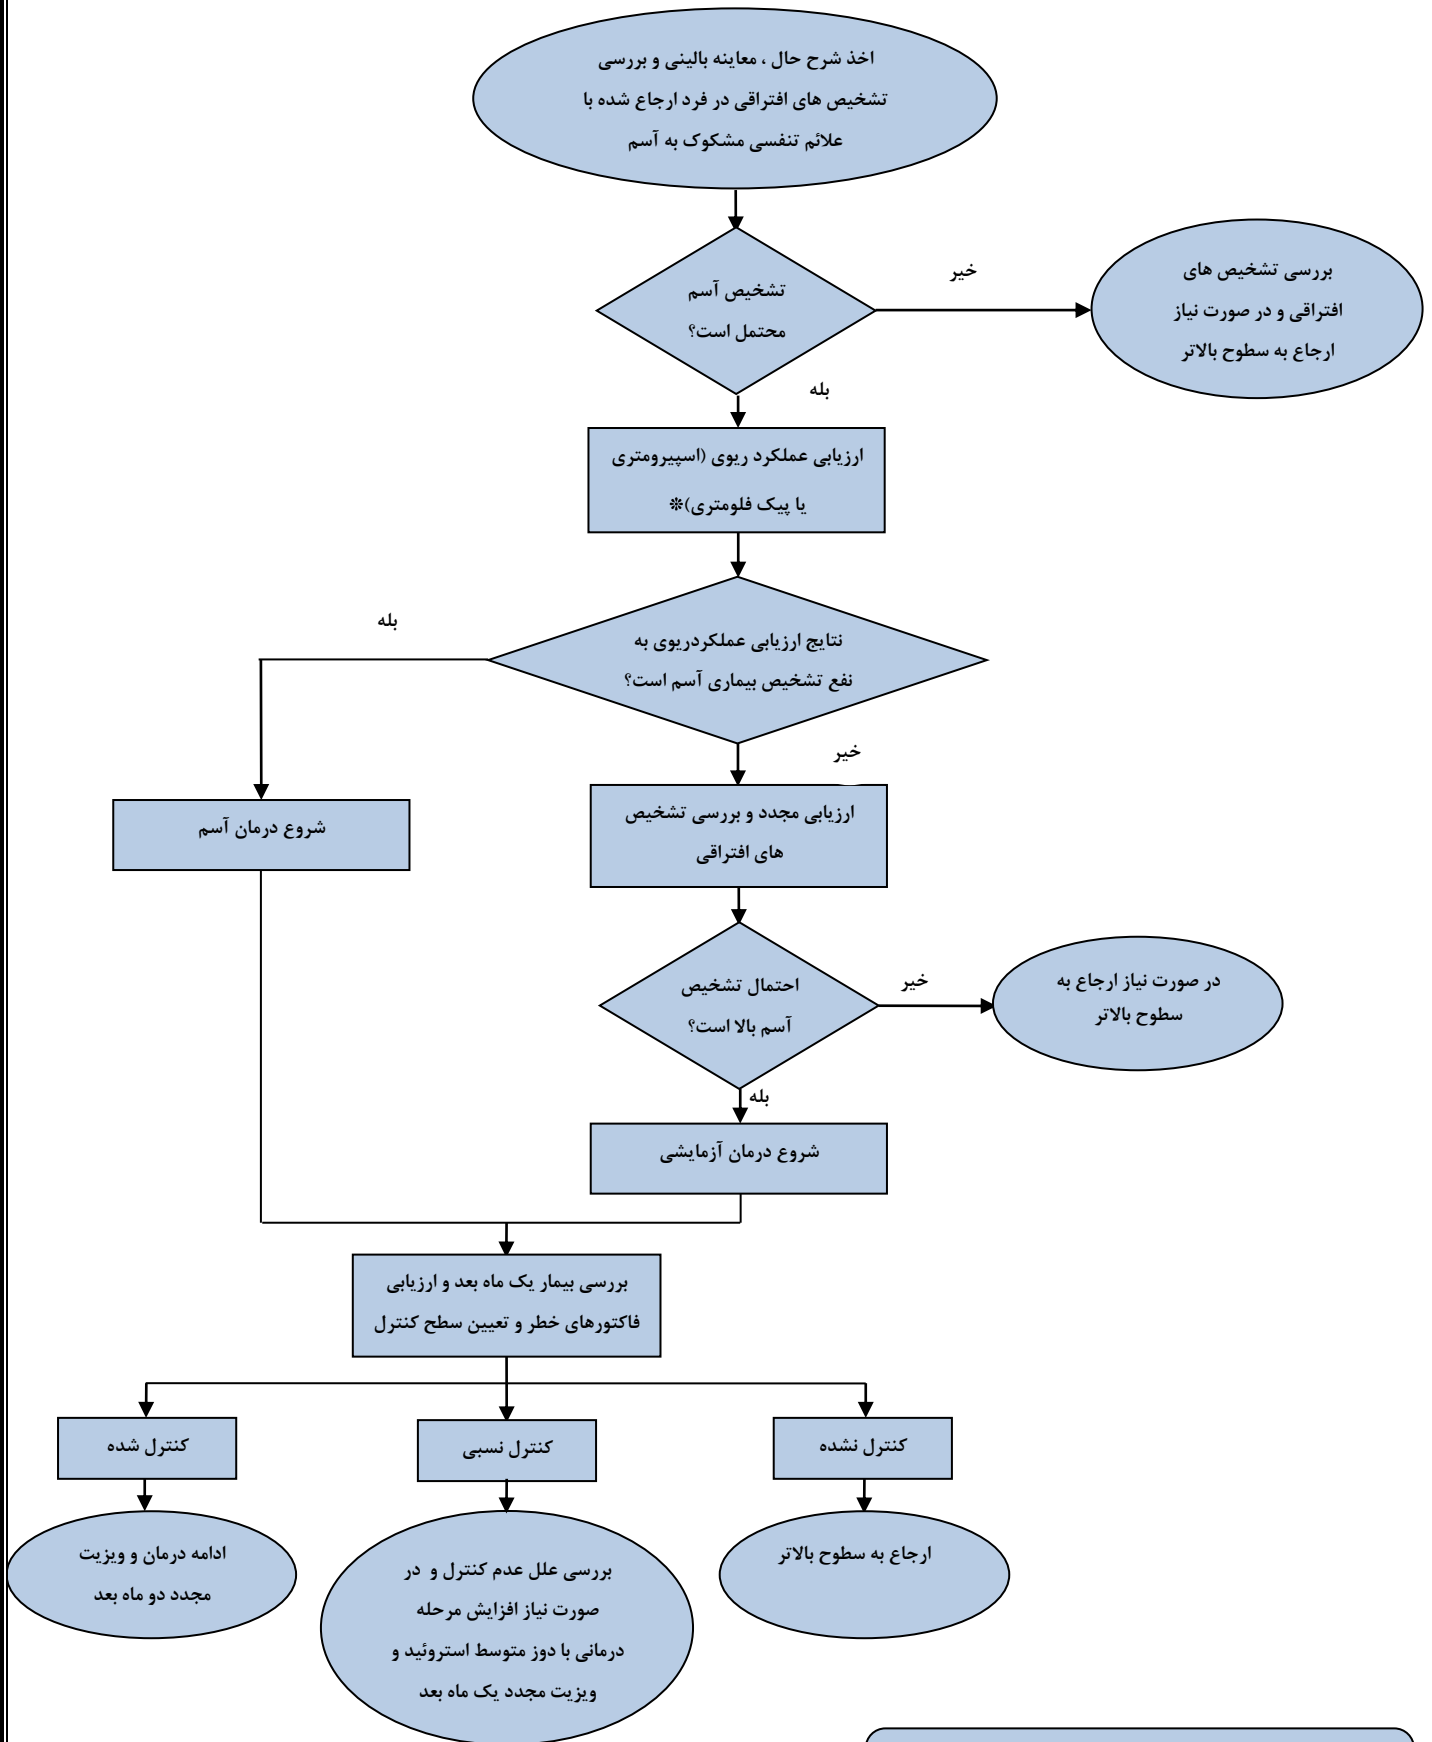 اخذ شرح حال ، معاینه بالینی و بررسی
تشخیص های افتراقی در فرد ارجاع شده با
علائم تنفسی مشکوک به آسم
تشخیص آسم
محتمل است؟
خیر
بررسی تشخیص های
افتراقی و در صورت نیاز
ارجاع به سطوح بالاتر
بله
ارزیابی عملکرد ریوی (اسپیرومتری
یا پیک فلومتری)❊
نتایج ارزیابی عملکردریوی به
نفع تشخیص بیماری آسم است؟
بله
خیر
شروع درمان آسم
ارزیابی مجدد و بررسی تشخیص
های افتراقی
احتمال تشخیص
آسم بالا است؟
خیر
در صورت نیاز ارجاع به
سطوح بالاتر
بله
شروع درمان آزمایشی
بررسی بیمار یک ماه بعد و ارزیابی
فاکتورهای خطر و تعیین سطح کنترل
کنترل نشده
کنترل نسبی
کنترل شده
ارجاع به سطوح بالاتر
بررسی علل عدم کنترل و در
صورت نیاز افزایش مرحله
درمانی با دوز متوسط استروئید و
ویزیت مجدد یک ماه بعد
ادامه درمان و ویزیت
مجدد دو ماه بعد